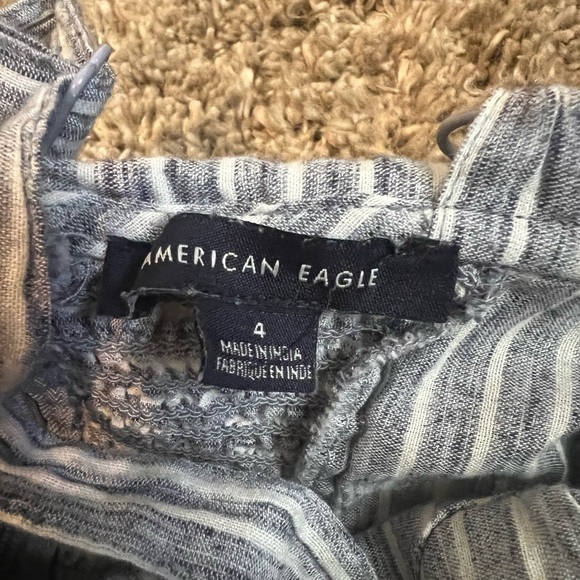 AMERICAN EAGLE
4
MADE IN INDIA
FABRIQUE EN INDE